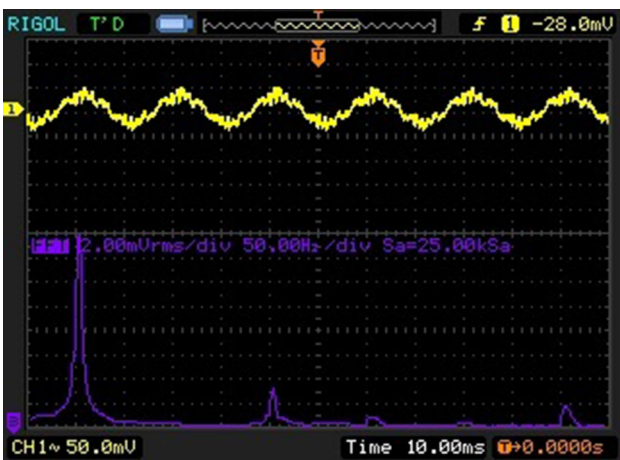 RIGOL T'D T 1 -28.0mV
T
1
FFT 2.00mVrms/div 50.00Hz/div Sa=25.00kSa
CH1~ 50.0mV Time 10.00ms T→0.0000s